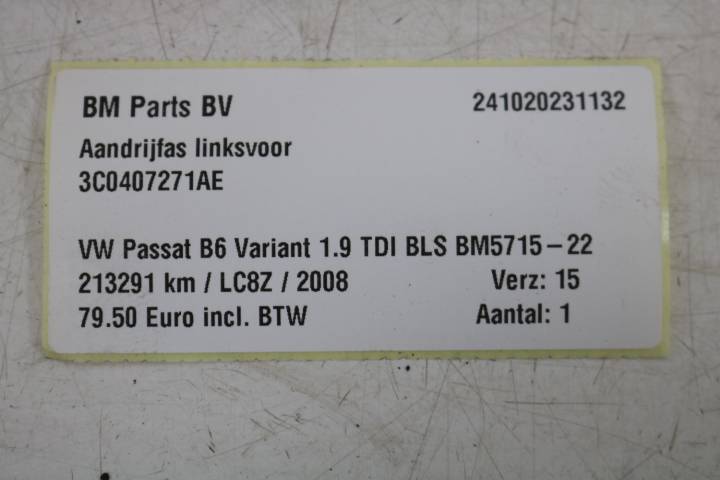 BM Parts BV 241020231132
Aandrijfas linksvoor
3C0407271AE
VW Passat B6 Variant 1.9 TDI BLS BM5715-22
213291 km / LC8Z / 2008 Verz: 15
79.50 Euro incl. BTW Aantal: 1